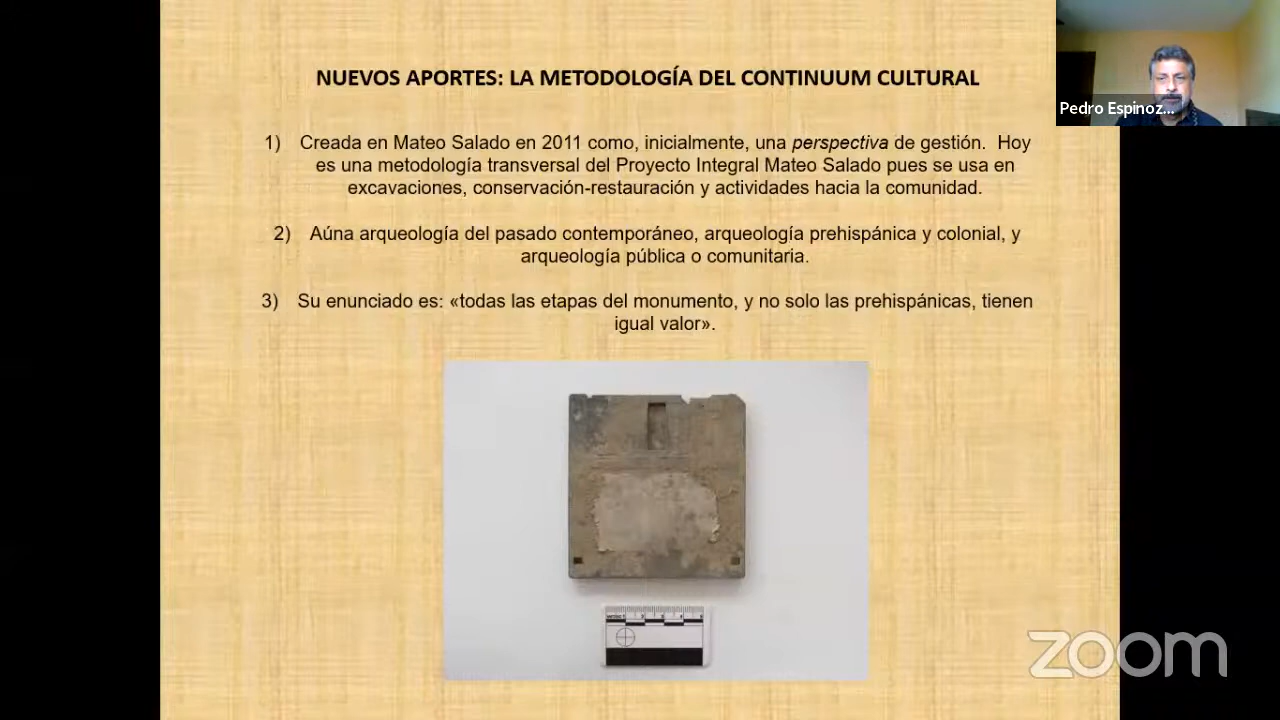 NUEVOS APORTES: LA METODOLOGÍA DEL CONTINUUM CULTURAL
Pedro Espinoz...
1) Creada en Mateo Salado en 2011 como, inicialmente, una perspectiva de gestión. Hoy
es una metodología transversal del Proyecto Integral Mateo Salado pues se usa en
excavaciones, conservación-restauración y actividades hacia la comunidad.
2) Aúna arqueología del pasado contemporáneo, arqueología prehispánica y colonial, y
arqueología pública o comunitaria.
3) Su enunciado es: «todas las etapas del monumento, y no solo las prehispánicas, tienen
igual valor».
zoom